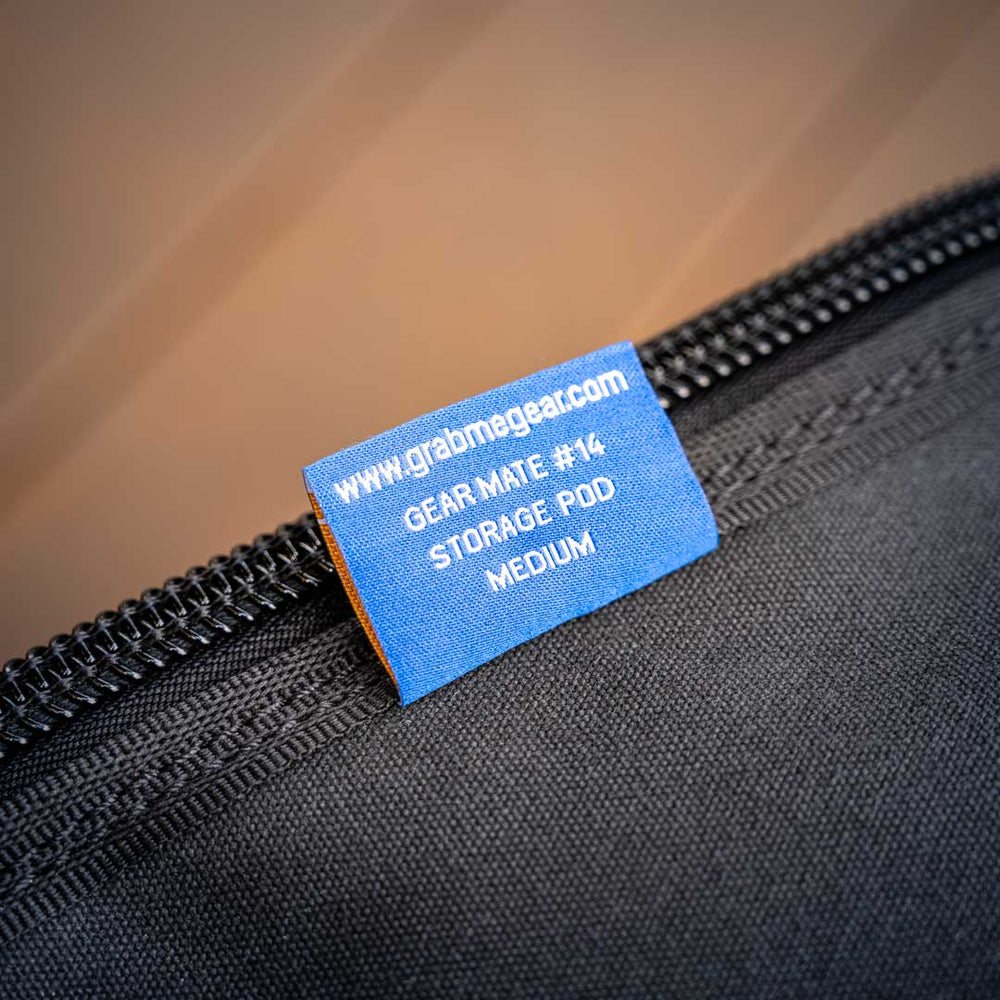 www.grabmegear.com
GEAR MATE #14
STORAGE POD
MEDIUM